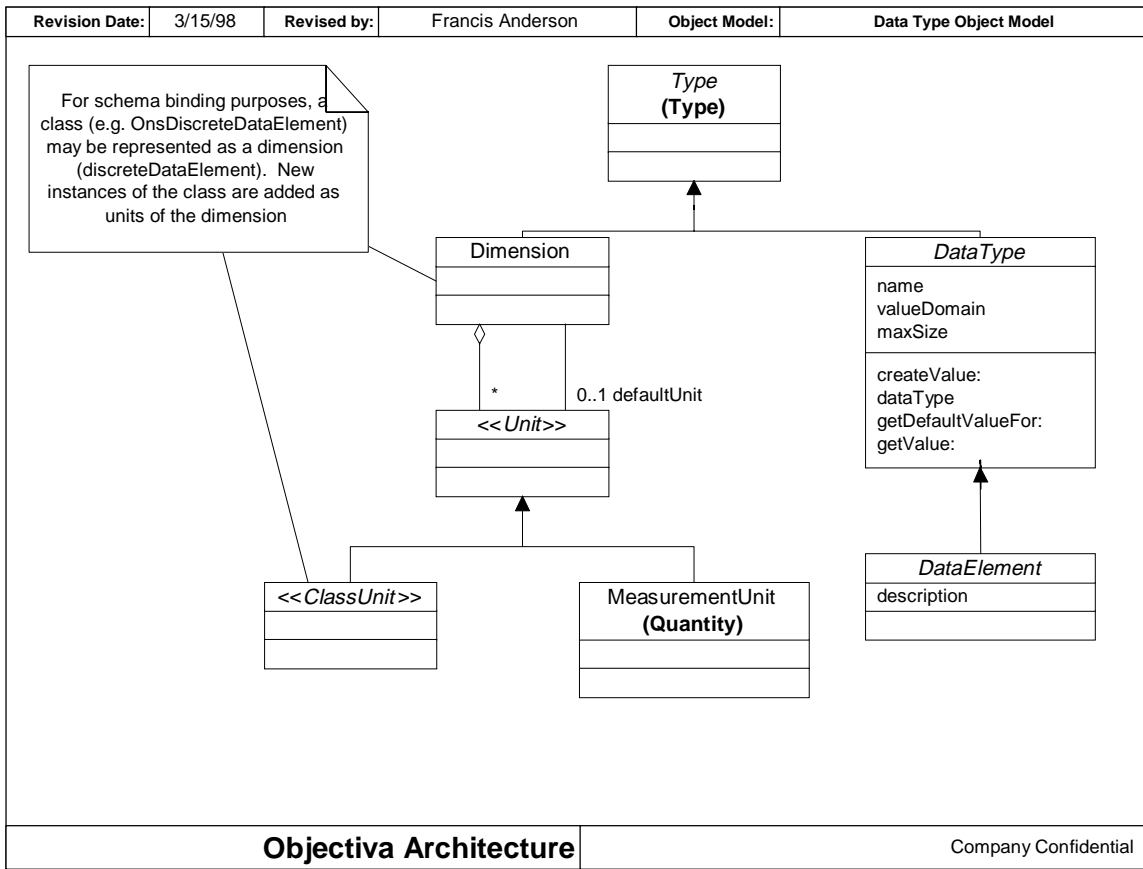 Revision Date: 3/15/98 Revised by: Francis Anderson Object Model: Data Type Object Model
For schema binding purposes, a
class (e.g. OnsDiscreteDataElement)
may be represented as a dimension
(discreteDataElement). New
instances of the class are added as
units of the dimension
Type
(Type)
Dimension
DataType
name
valueDomain
maxSize
createValue:
dataType
getDefaultValueFor:
getValue:
* 0..1 defaultUnit
<<Unit>>
<<ClassUnit>>
MeasurementUnit
(Quantity)
DataElement
description
Objectiva Architecture
Company Confidential